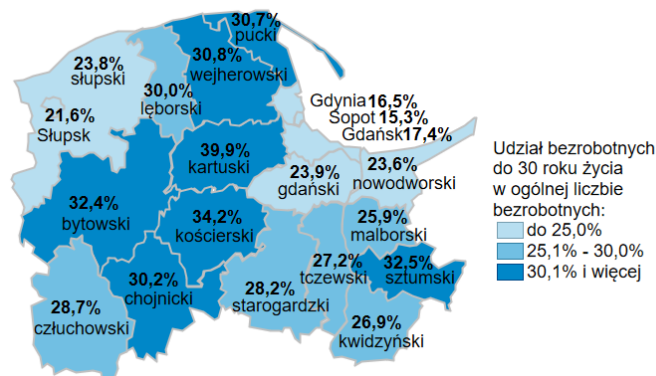 30,7%
pucki
30,8%
wejherowski
23,8%
słupski
30,0%
lęborski
Gdynia 16,5%
Sopot 15,3%
Gdańsk 17,4%
21,6%
Słupsk
39,9%
kartuski
23,9%
gdański
23,6%
nowodworski
32,4%
bytowski
34,2%
kościerski
25,9%
malborski
30,2%
chojnicki
27,2%
tczewski
32,5%
sztumski
28,7%
człuchowski
28,2%
starogardzki
26,9%
kwidzyński
Udział bezrobotnych
do 30 roku życia
w ogólnej liczbie
bezrobotnych:
do 25,0%
25,1% - 30,0%
30,1% i więcej